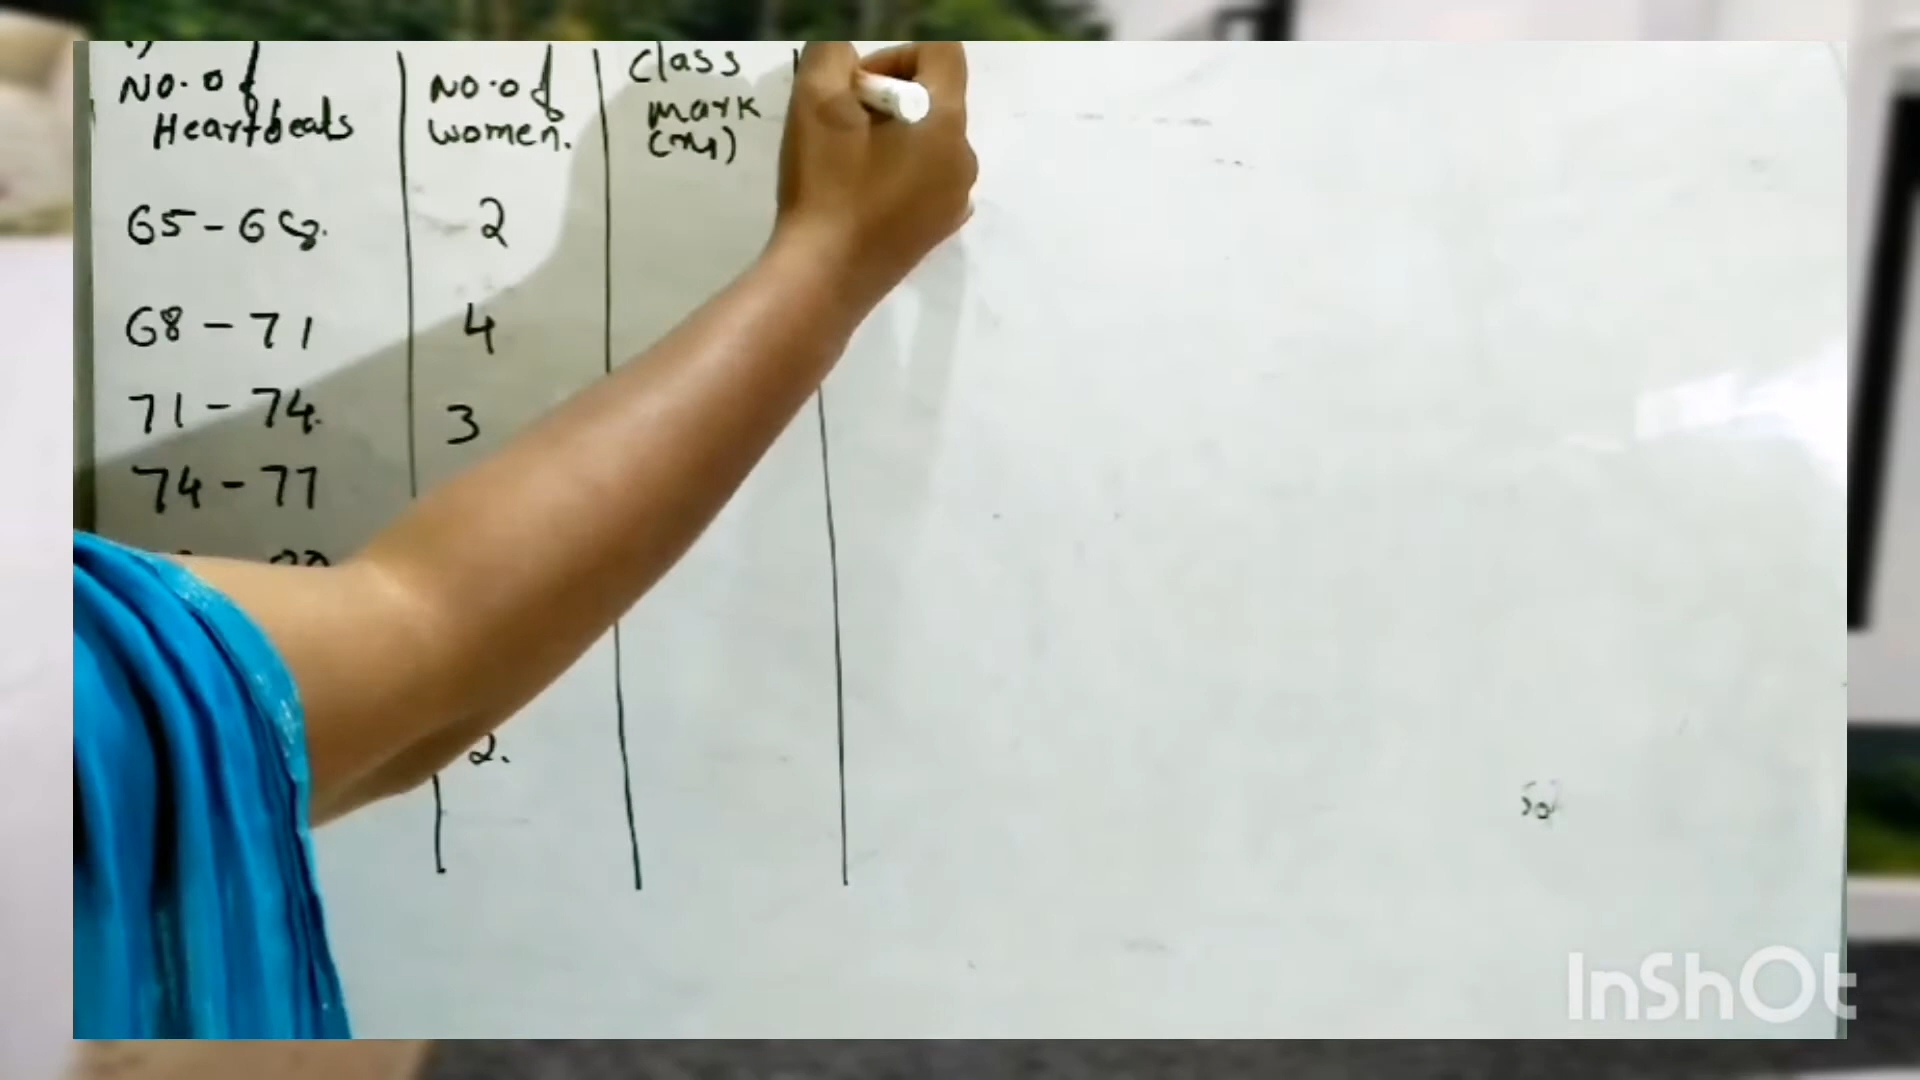 No. of
Heartbeats
No. of
women.
Class
mark
(xi)
65-68.
2
68-71
4
71-74.
3
74-77
2.
InShOt